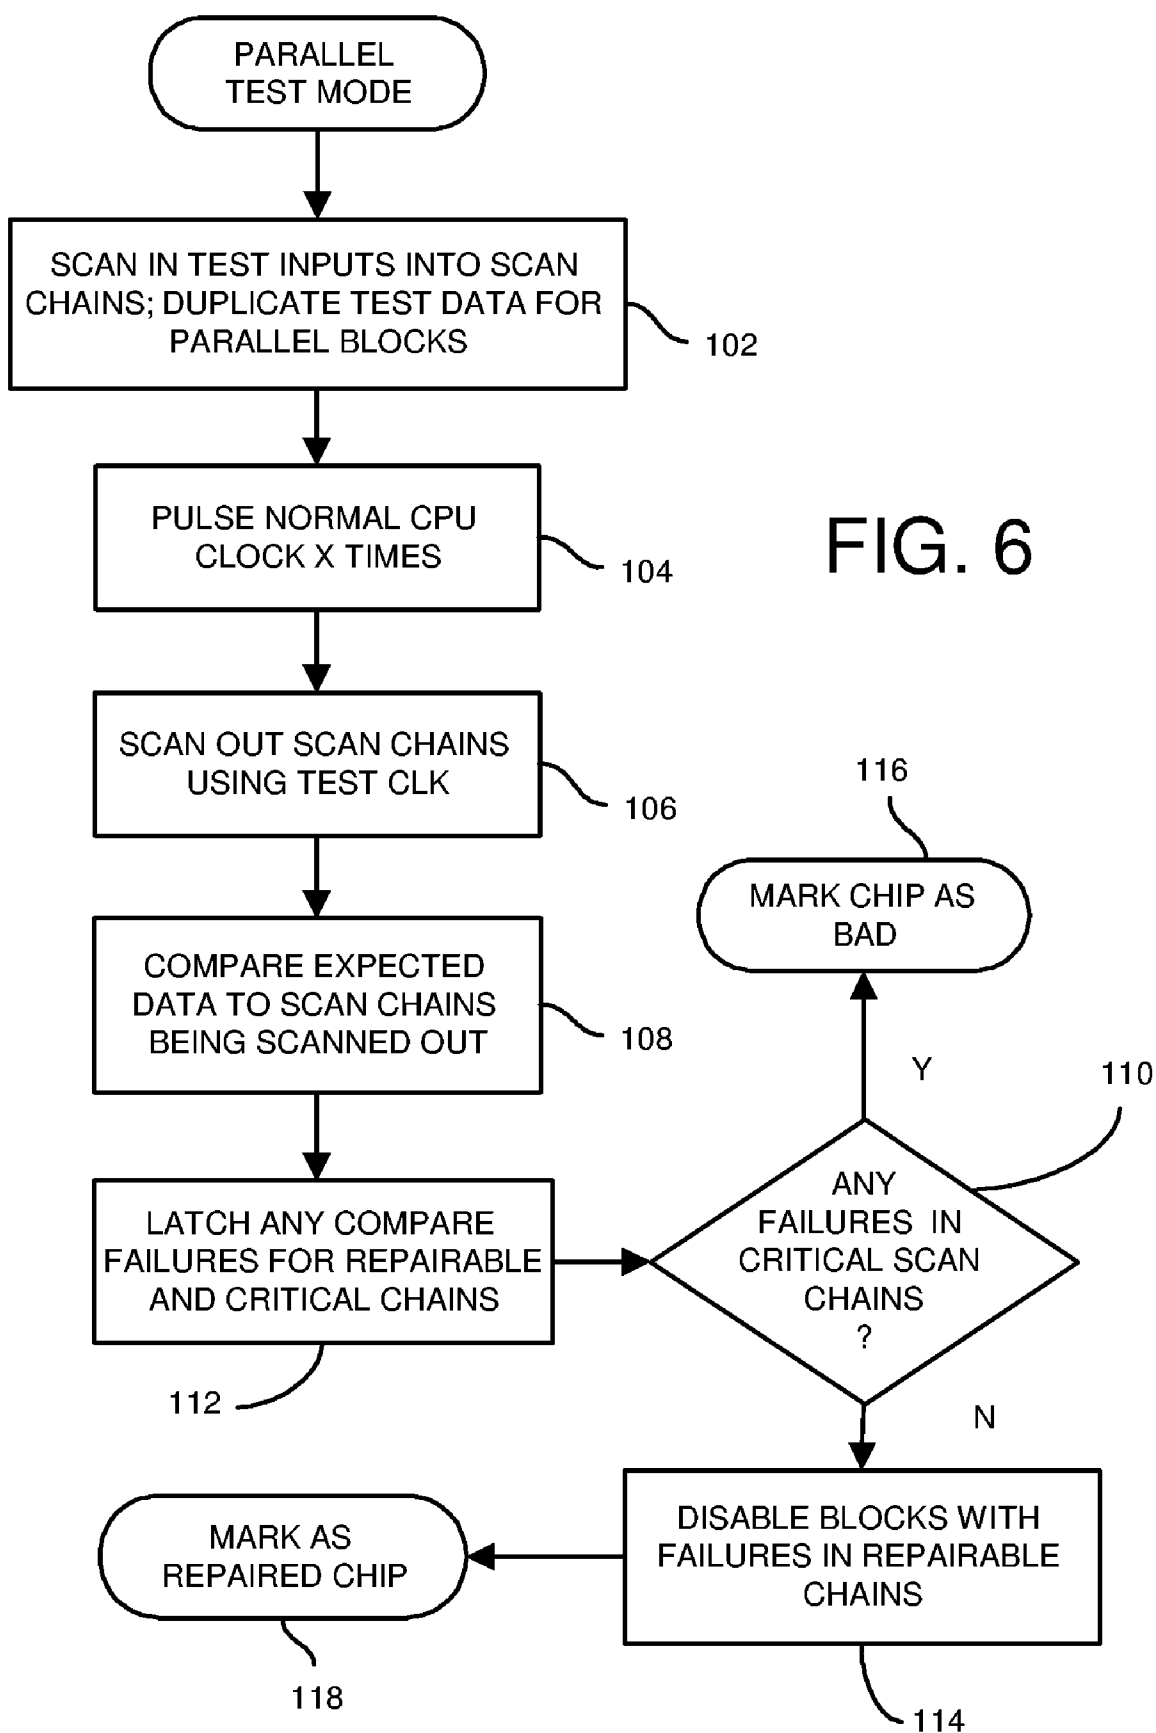 PARALLEL
TEST MODE
SCAN IN TEST INPUTS INTO SCAN
CHAINS; DUPLICATE TEST DATA FOR
PARALLEL BLOCKS
102
PULSE NORMAL CPU
CLOCK X TIMES
104
FIG. 6
SCAN OUT SCAN CHAINS
USING TEST CLK
106
116
MARK CHIP AS
BAD
COMPARE EXPECTED
DATA TO SCAN CHAINS
BEING SCANNED OUT
108
Y
110
LATCH ANY COMPARE
FAILURES FOR REPAIRABLE
AND CRITICAL CHAINS
112
ANY
FAILURES IN
CRITICAL SCAN
CHAINS
?
N
DISABLE BLOCKS WITH
FAILURES IN REPAIRABLE
CHAINS
114
MARK AS
REPAIRED CHIP
118